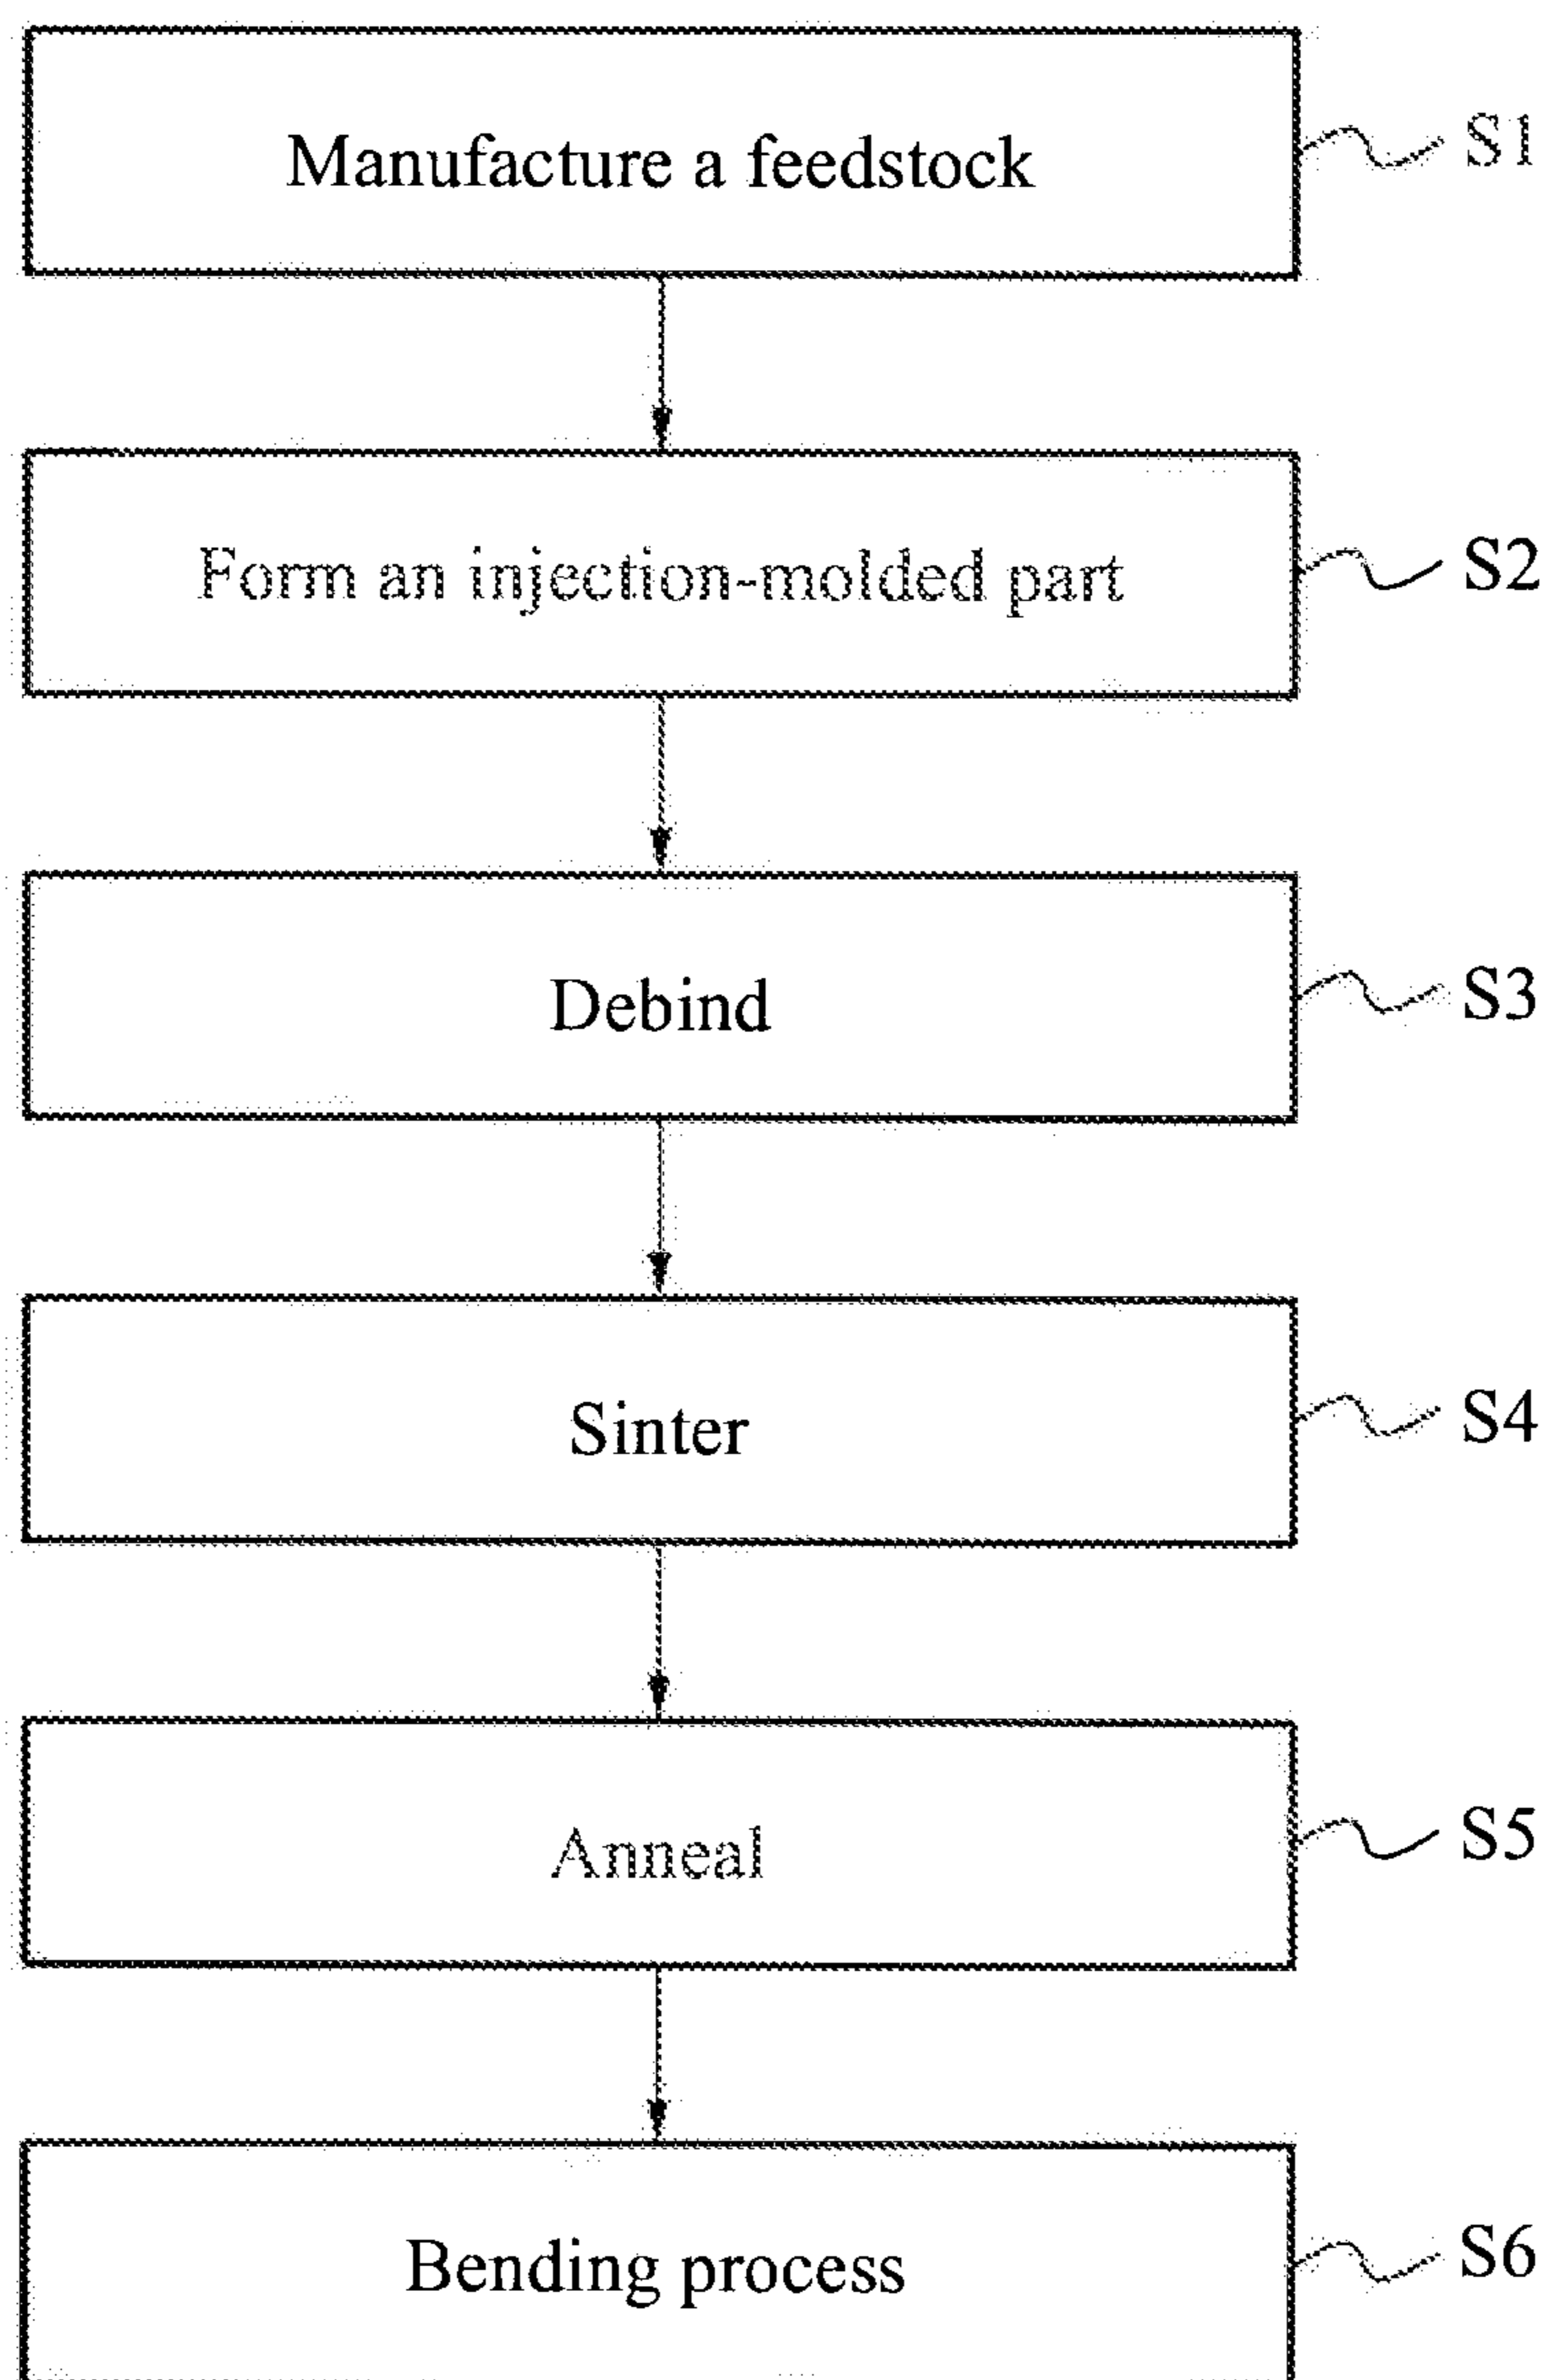 Manufacture a feedstock
S1
Form an injection-molded part
S2
Debind
S3
Sinter
S4
Anneal
S5
Bending process
S6